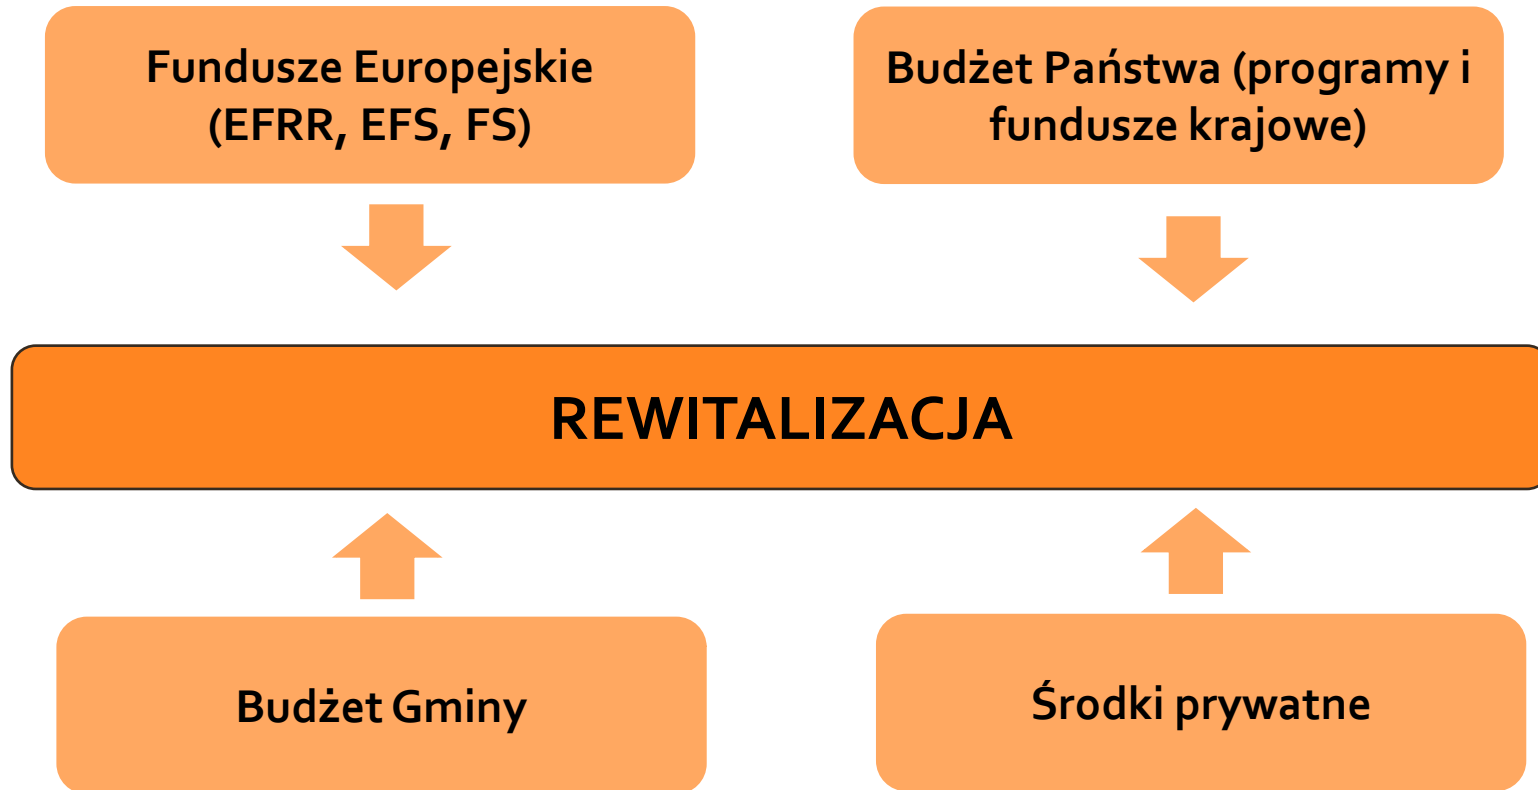 Fundusze Europejskie
(EFRR, EFS, FS)
Budżet Państwa (programy i
fundusze krajowe)
REWITALIZACJA
Budżet Gminy
Środki prywatne